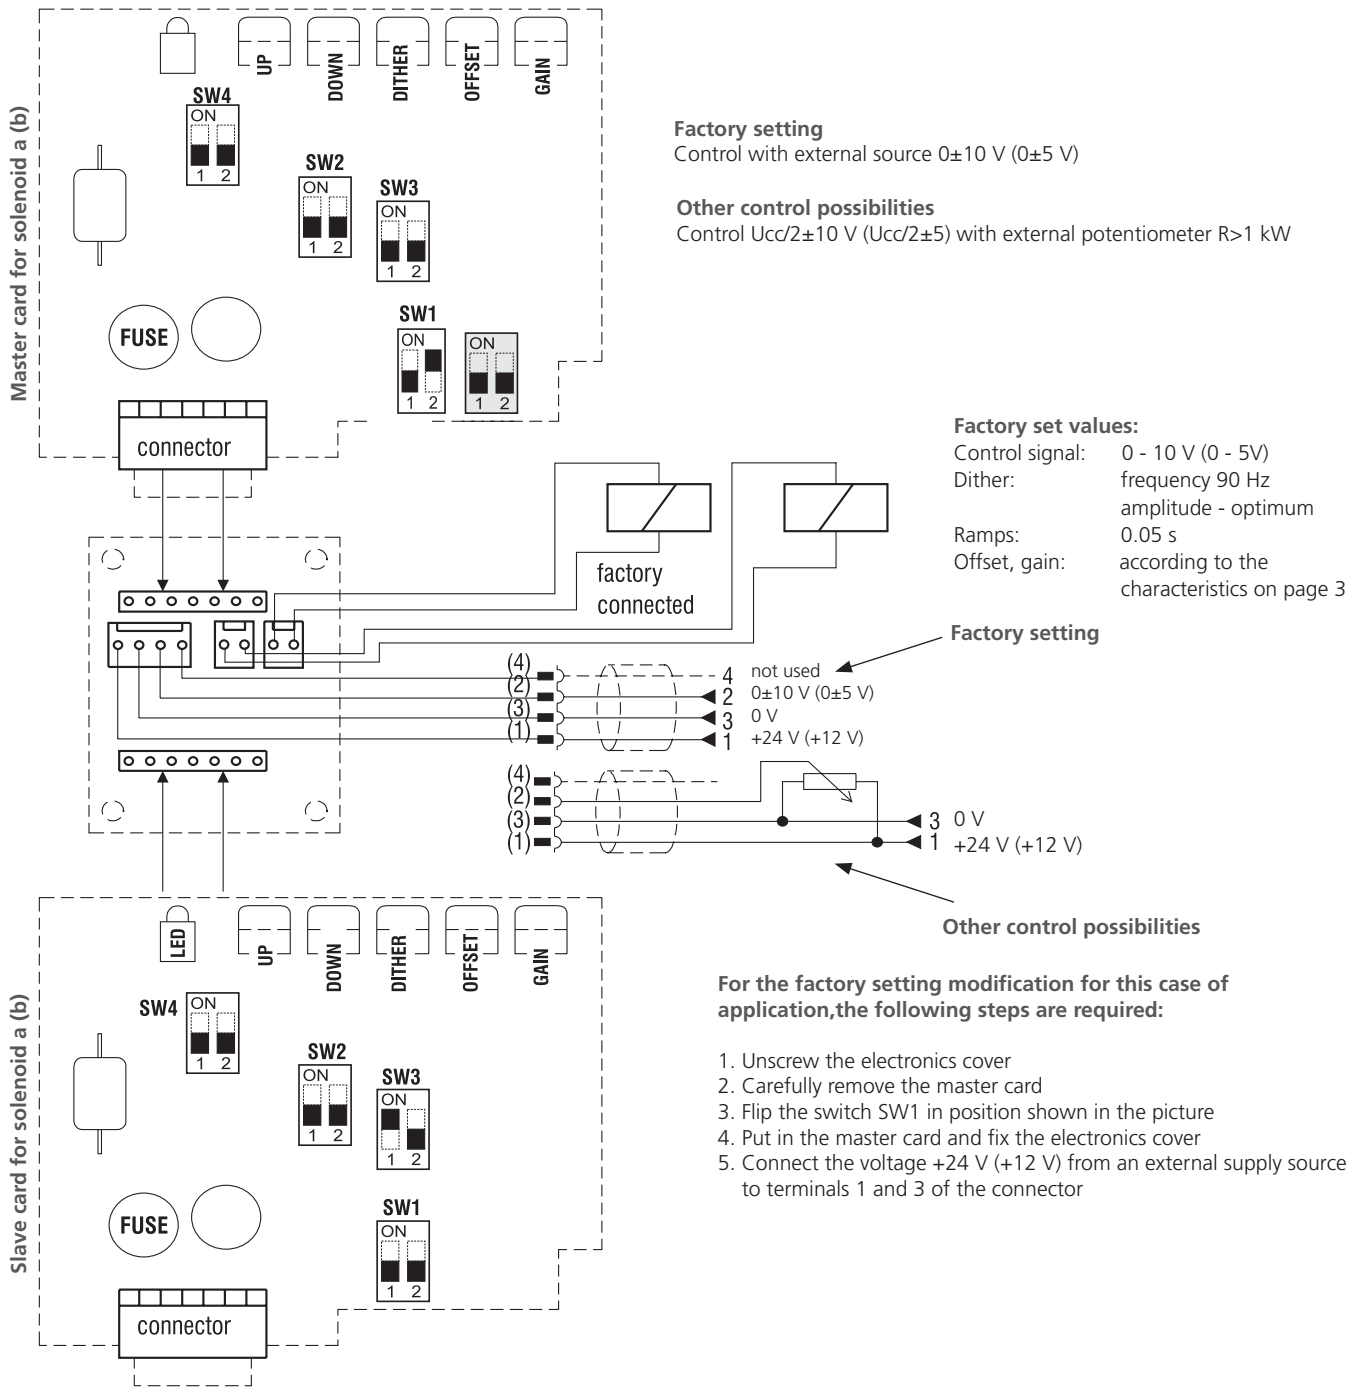 Master card for solenoid a (b)
UP
DOWN
DITHER
OFFSET
GAIN
SW4
ON
1 2
SW2
ON
1 2
SW3
ON
1 2
SW1
ON
1 2
ON
1 2
FUSE
connector
Factory setting
Control with external source 0±10 V (0±5 V)
Other control possibilities
Control Ucc/2±10 V (Ucc/2±5) with external potentiometer R>1 kW
Factory set values:
Control signal: 0 - 10 V (0 - 5V)
Dither: frequency 90 Hz
amplitude - optimum
Ramps: 0.05 s
Offset, gain: according to the
characteristics on page 3
factory
connected
Factory setting
(4) 4 not used
(2) 2 0±10 V (0±5 V)
(3) 3 0 V
(1) 1 +24 V (+12 V)
(4)
(2)
(3) 3 0 V
(1) 1 +24 V (+12 V)
Other control possibilities
Slave card for solenoid a (b)
LED
UP
DOWN
DITHER
OFFSET
GAIN
SW4
ON
1 2
SW2
ON
1 2
SW3
ON
1 2
SW1
ON
1 2
FUSE
connector
For the factory setting modification for this case of
application,the following steps are required:
1. Unscrew the electronics cover
2. Carefully remove the master card
3. Flip the switch SW1 in position shown in the picture
4. Put in the master card and fix the electronics cover
5. Connect the voltage +24 V (+12 V) from an external supply source
to terminals 1 and 3 of the connector